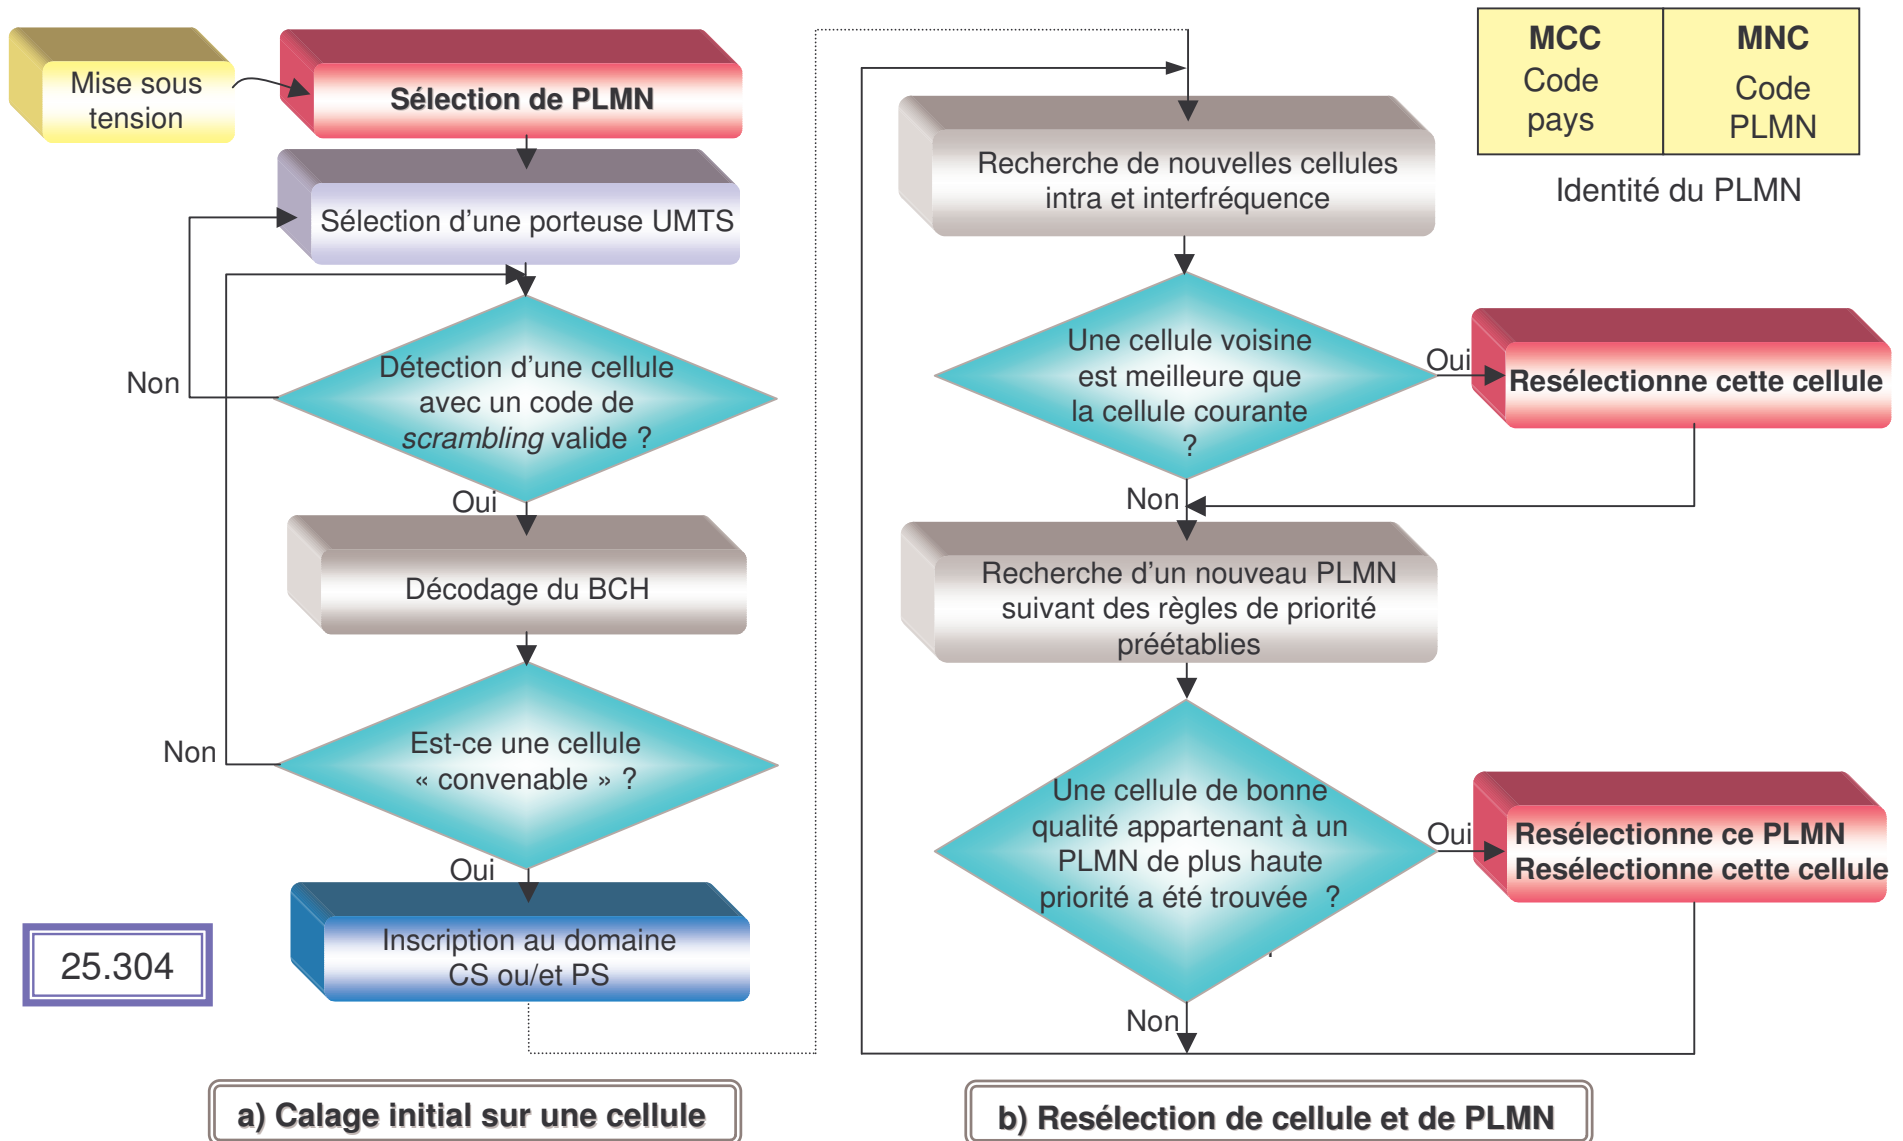 Mise sous
tension
Sélection de PLMN
Sélection d'une porteuse UMTS
Non
Détection d'une cellule
avec un code de
scrambling valide ?
Oui
Décodage du BCH
Non
Est-ce une cellule
« convenable » ?
Oui
Inscription au domaine
CS ou/et PS
25.304
a) Calage initial sur une cellule
MCC
Code
pays
MNC
Code
PLMN
Identité du PLMN
Recherche de nouvelles cellules
intra et interfréquence
Une cellule voisine
est meilleure que
la cellule courante
?
Oui
Resélectionne cette cellule
Non
Recherche d'un nouveau PLMN
suivant des règles de priorité
préétablies
Une cellule de bonne
qualité appartenant à un
PLMN de plus haute
priorité a été trouvée ?
Oui
Resélectionne ce PLMN
Resélectionne cette cellule
Non
b) Resélection de cellule et de PLMN